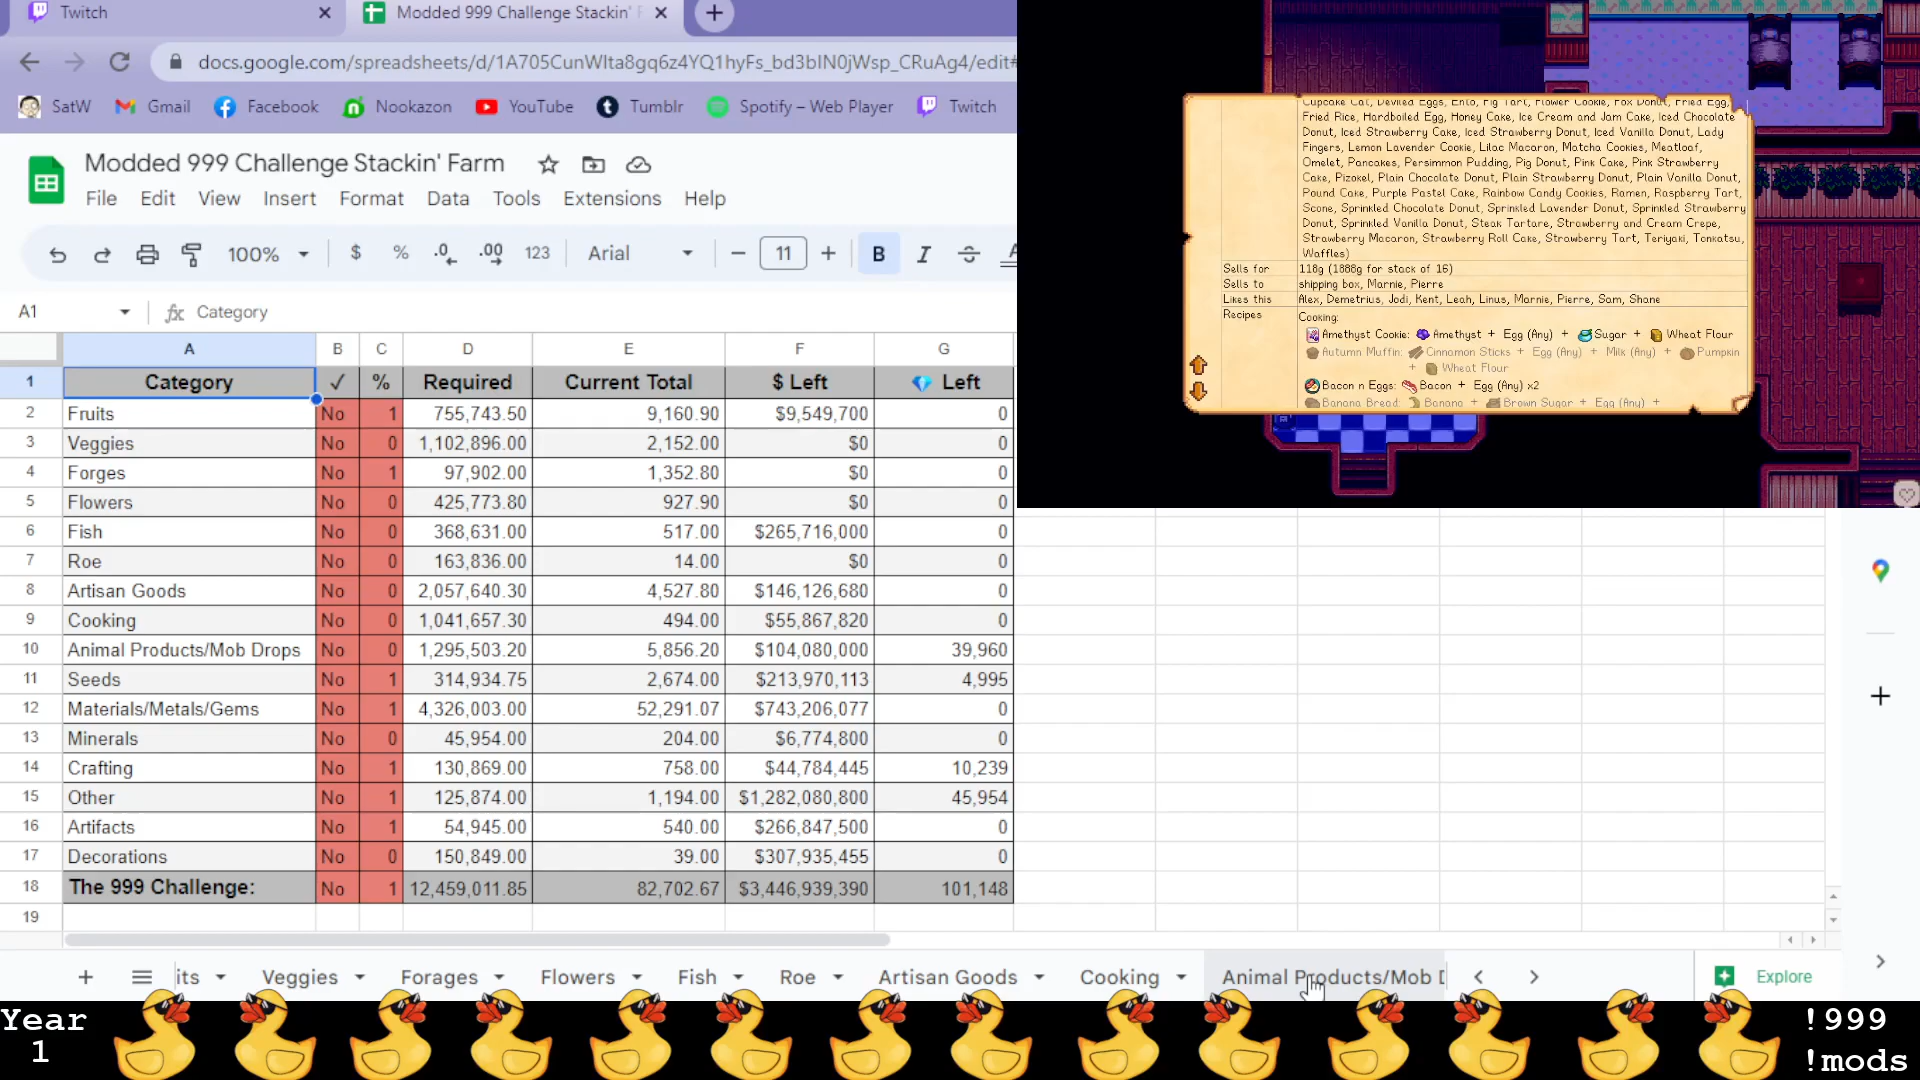 Twitch
Modded 999 Challenge Stackin' F
docs.google.com/spreadsheets/d/1A705CunWIta8gq6z4YQ1hyFs_bd3bIN0jWsp_CRuAg4/edit#
SatW Gmail Facebook Nookazon YouTube Tumblr Spotify – Web Player Twitch
Modded 999 Challenge Stackin' Farm
File Edit View Insert Format Data Tools Extensions Help
100% $ % .0 .00 123 Arial 11 B I
A1 fx Category
A B C D E F G
1 Category ✓ % Required Current Total $ Left 💎 Left
2 Fruits No 1 755,743.50 9,160.90 $9,549,700 0
3 Veggies No 0 1,102,896.00 2,152.00 $0 0
4 Forges No 1 97,902.00 1,352.80 $0 0
5 Flowers No 0 425,773.80 927.90 $0 0
6 Fish No 0 368,631.00 517.00 $265,716,000 0
7 Roe No 0 163,836.00 14.00 $0 0
8 Artisan Goods No 0 2,057,640.30 4,527.80 $146,126,680 0
9 Cooking No 0 1,041,657.30 494.00 $55,867,820 0
10 Animal Products/Mob Drops No 0 1,295,503.20 5,856.20 $104,080,000 39,960
11 Seeds No 1 314,934.75 2,674.00 $213,970,113 4,995
12 Materials/Metals/Gems No 1 4,326,003.00 52,291.07 $743,206,077 0
13 Minerals No 0 45,954.00 204.00 $6,774,800 0
14 Crafting No 1 130,869.00 758.00 $44,784,445 10,239
15 Other No 1 125,874.00 1,194.00 $1,282,080,800 45,954
16 Artifacts No 1 54,945.00 540.00 $266,847,500 0
17 Decorations No 0 150,849.00 39.00 $307,935,455 0
18 The 999 Challenge: No 1 12,459,011.85 82,702.67 $3,446,939,390 101,148
19
its Veggies Forages Flowers Fish Roe Artisan Goods Cooking Animal Products/Mob D Explore
Cupcake Cat, Deviled Eggs, Fig Tart, Flower Cookie, Fox Donut, Fried Egg,
Fried Rice, Hardboiled Egg, Honey Cake, Ice Cream and Jam Cake, Iced Chocolate
Donut, Iced Strawberry Cake, Iced Strawberry Donut, Iced Vanilla Donut, Lady
Fingers, Lemon Lavender Cookie, Lilac Macaron, Matcha Cookies, Meatloaf,
Omelet, Pancakes, Persimmon Pudding, Pig Donut, Pink Cake, Pink Strawberry
Cake, Pizokel, Plain Chocolate Donut, Plain Strawberry Donut, Plain Vanilla Donut,
Pound Cake, Purple Pastel Cake, Rainbow Candy Cookies, Ramen, Raspberry Tart,
Scone, Sprinkled Chocolate Donut, Sprinkled Lavender Donut, Sprinkled Strawberry
Donut, Sprinkled Vanilla Donut, Steak Tartare, Strawberry and Cream Crepe,
Strawberry Macaron, Strawberry Roll Cake, Strawberry Tart, Teriyaki, Tonkatsu,
Waffles)
Sells for 118g (1888g for stack of 16)
Sells to shipping box, Marnie, Pierre
Likes this Alex, Demetrius, Jodi, Kent, Leah, Linus, Marnie, Pierre, Sam, Shane
Recipes Cooking:
Amethyst Cookie: Amethyst + Egg (Any) + Sugar + Wheat Flour
Autumn Muffin: Cinnamon Sticks + Egg (Any) + Milk (Any) + Pumpkin
+ Wheat Flour
Bacon n Eggs: Bacon + Egg (Any) x2
Banana Bread: Banana + Brown Sugar + Egg (Any) +
Year
1
!999
!mods